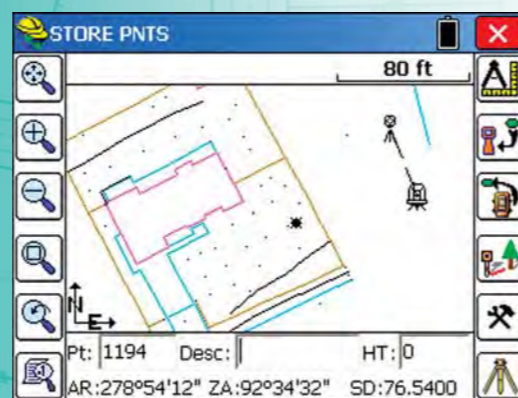 STORE PNTS
80 ft
N
E
Pt: 1194 Desc: HT: 0
AR:278°54'12" ZA:92°34'32" SD:76.5400